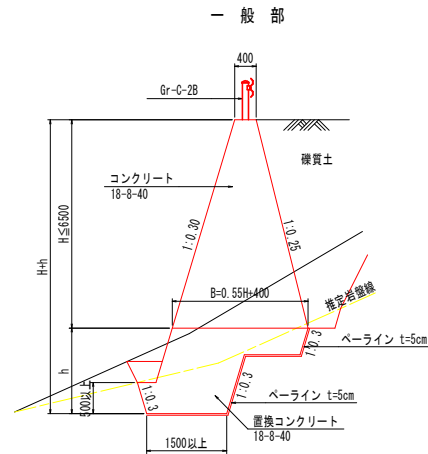 一 般 部
400
Gr-C-2B
礫質土
コンクリート
18-8-40
H≦6500
H+h
1:0.30
1:0.25
B=0.55H+400
推定岩盤線
1:0.3
ペーライン t=5cm
h
500以上
1:0.3
1:0.3
ペーライン t=5cm
置換コンクリート
18-8-40
1500以上